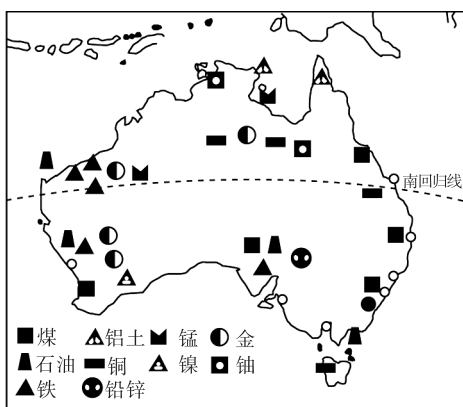 南回归线
煤 铝土 锰 金
石油 铜 镍 铀
铁 铅锌